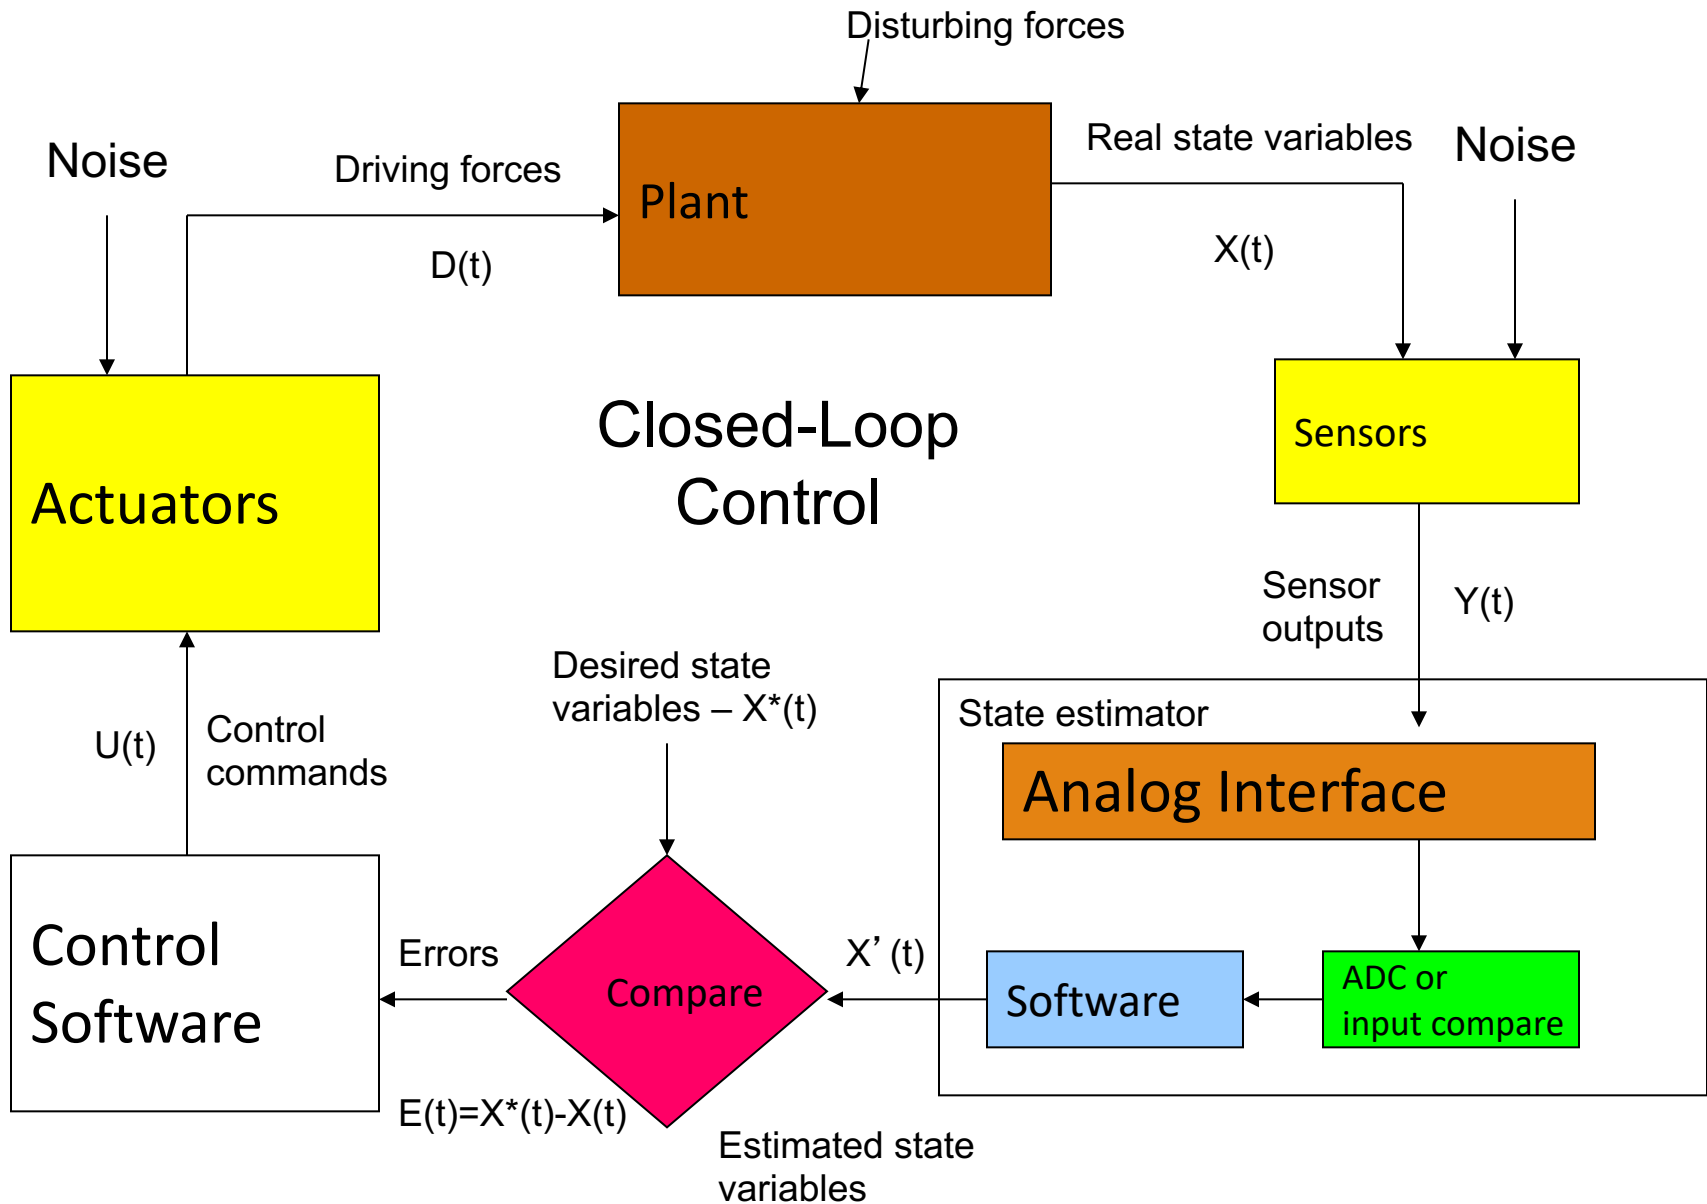 Disturbing forces
Noise
Driving forces
D(t)
Plant
Real state variables
X(t)
Noise
Actuators
Closed-Loop
Control
Sensors
Sensor
outputs
Y(t)
U(t)
Control
commands
Desired state
variables – X*(t)
State estimator
Analog Interface
Control
Software
Errors
Compare
X’ (t)
Software
ADC or
input compare
E(t)=X*(t)-X(t)
Estimated state
variables